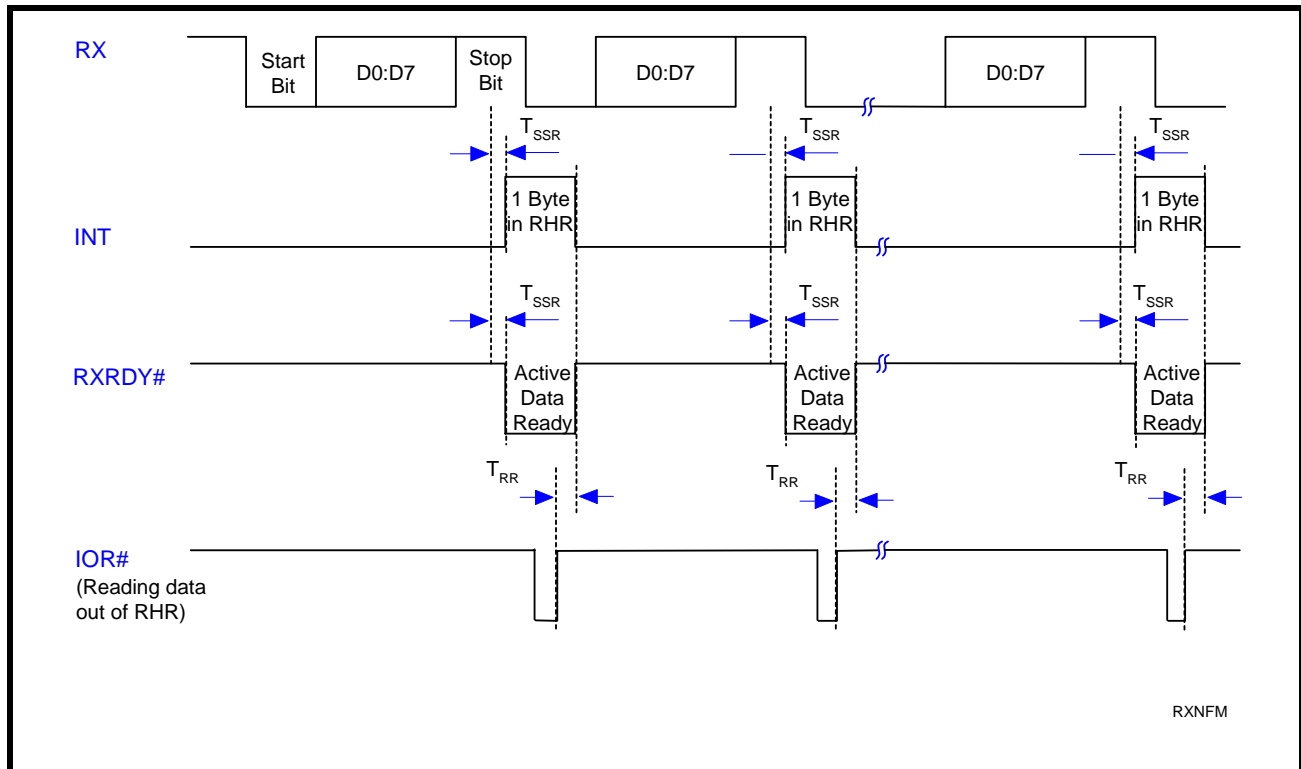 RX
Start Bit
D0:D7
Stop Bit
D0:D7
D0:D7
TSSR
TSSR
TSSR
INT
1 Byte
in RHR
1 Byte
in RHR
1 Byte
in RHR
TSSR
TSSR
TSSR
RXRDY#
Active
Data
Ready
Active
Data
Ready
Active
Data
Ready
TRR
TRR
TRR
IOR#
(Reading data
out of RHR)
RXNFM